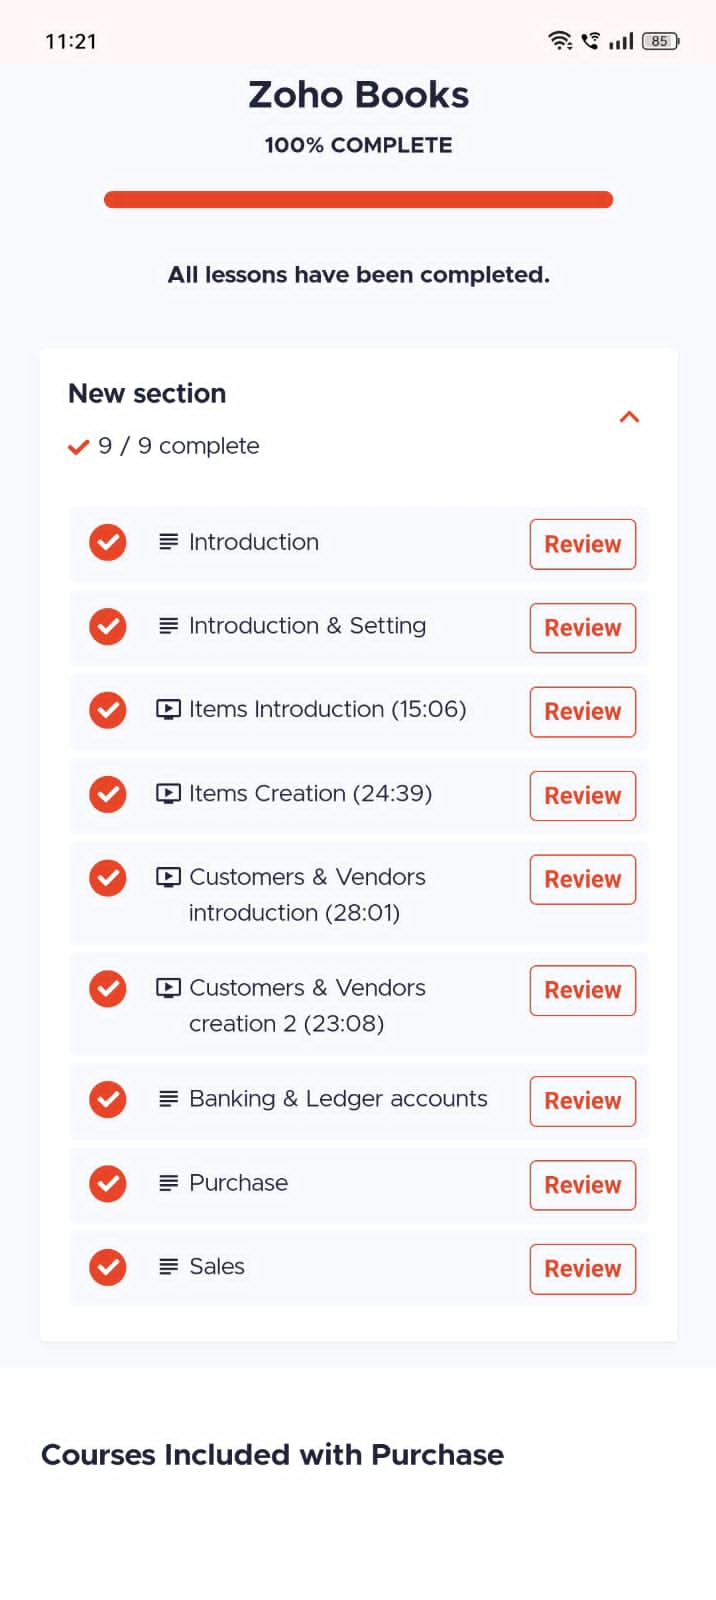 11:21
85
Zoho Books
100% COMPLETE
All lessons have been completed.
New section
9 / 9 complete
Introduction
Review
Introduction & Setting
Review
Items Introduction (15:06)
Review
Items Creation (24:39)
Review
Customers & Vendors
introduction (28:01)
Review
Customers & Vendors
creation 2 (23:08)
Review
Banking & Ledger accounts
Review
Purchase
Review
Sales
Review
Courses Included with Purchase